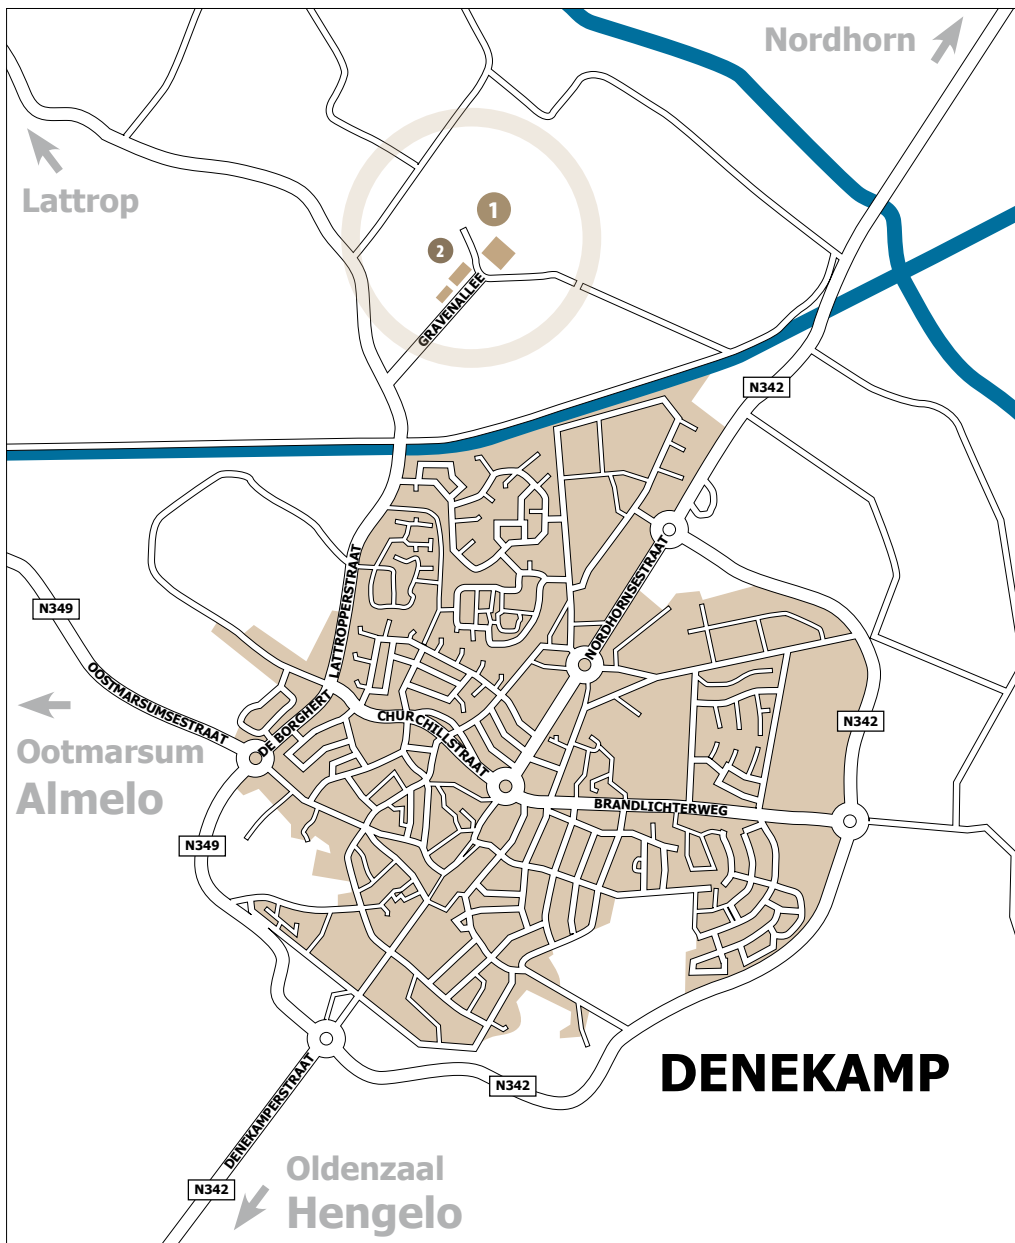 Nordhorn
Lattrop
1
2
GRAVENALLEE
N342
LATTROPPERSTRAAT
NORDHORNSESTRAAT
N349
OOSTMARSUMSESTRAAT
DE BORGHERT
CHURCHILLSTRAAT
N342
Ootmarsum
Almelo
BRANDLICHTERWEG
N349
DENEKAMP
N342
DENEKAMPERSTRAAT
Oldenzaal
Hengelo
N342